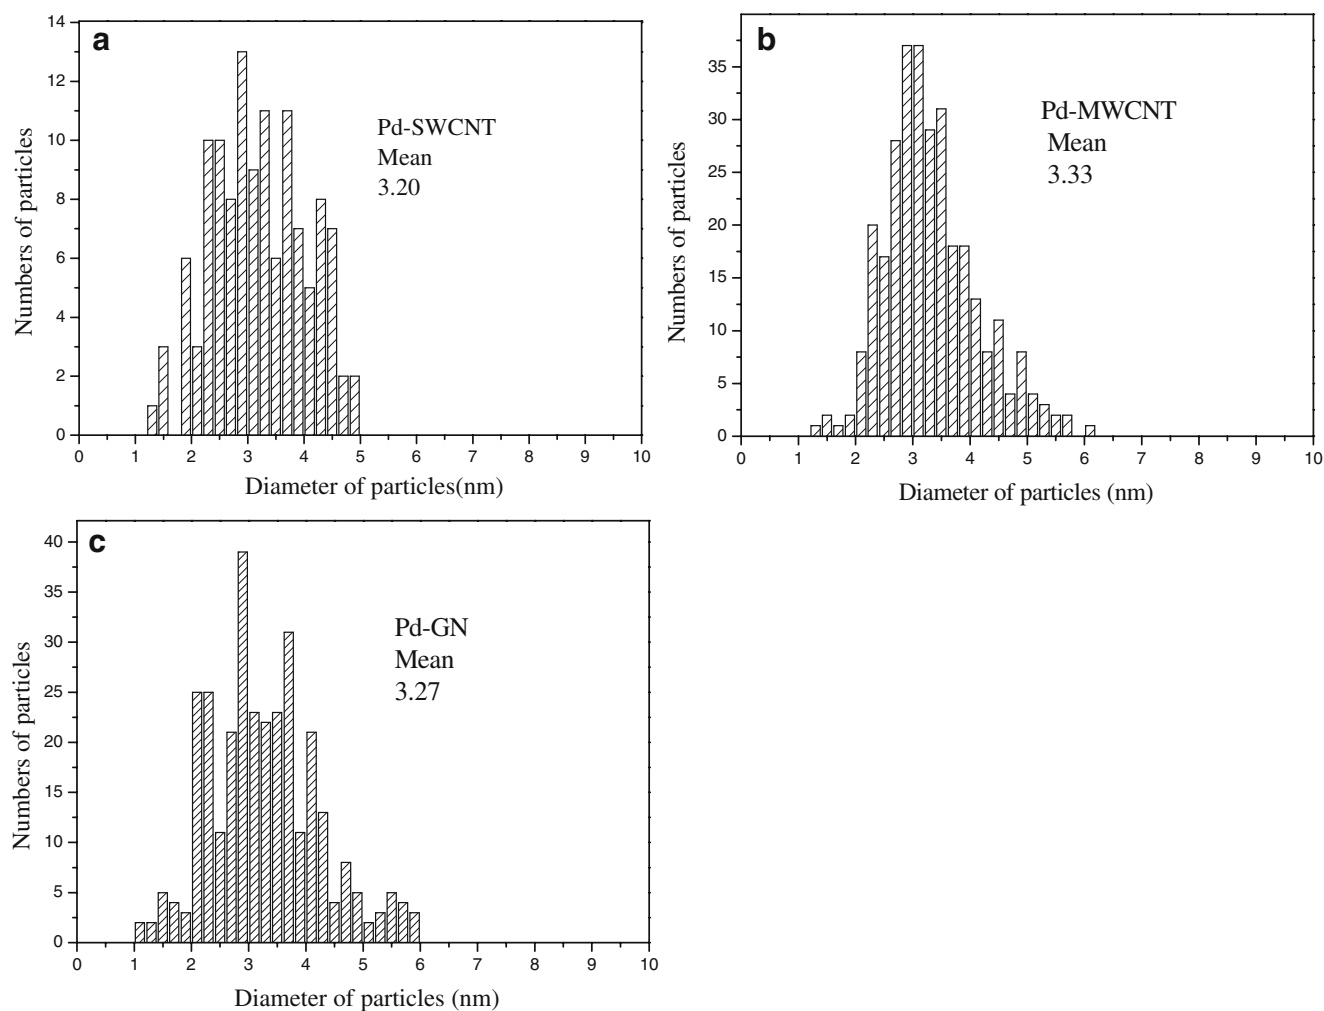 a
14
12
10
8
6
4
2
0
Numbers of particles
Pd-SWCNT
Mean
3.20
0 1 2 3 4 5 6 7 8 9 10
Diameter of particles(nm)
b
35
30
25
20
15
10
5
0
Numbers of particles
Pd-MWCNT
Mean
3.33
0 1 2 3 4 5 6 7 8 9 10
Diameter of particles (nm)
c
40
35
30
25
20
15
10
5
0
Numbers of particles
Pd-GN
Mean
3.27
0 1 2 3 4 5 6 7 8 9 10
Diameter of particles (nm)